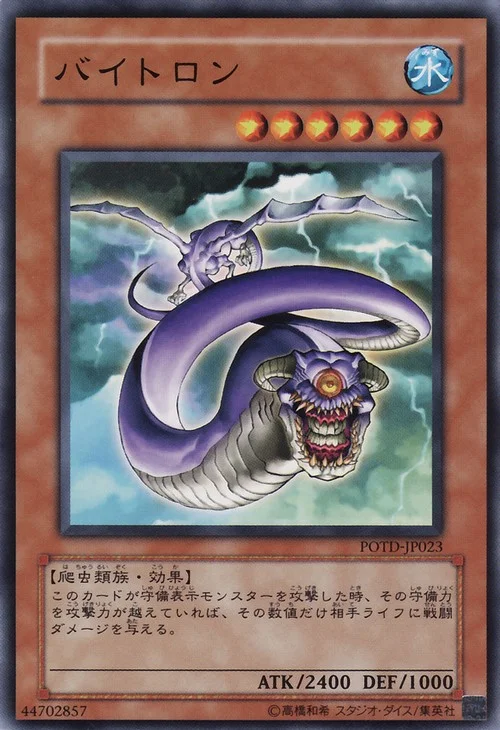 バイトロン
水
POTD-JP023
【爬虫類族・効果】
このカードが守備表示モンスターを攻撃した時、その守備力
を攻撃力が越えていれば、その数値だけ相手ライフに戦闘
ダメージを与える。
ATK/2400 DEF/1000
44702857
©高橋和希 スタジオ・ダイス/集英社